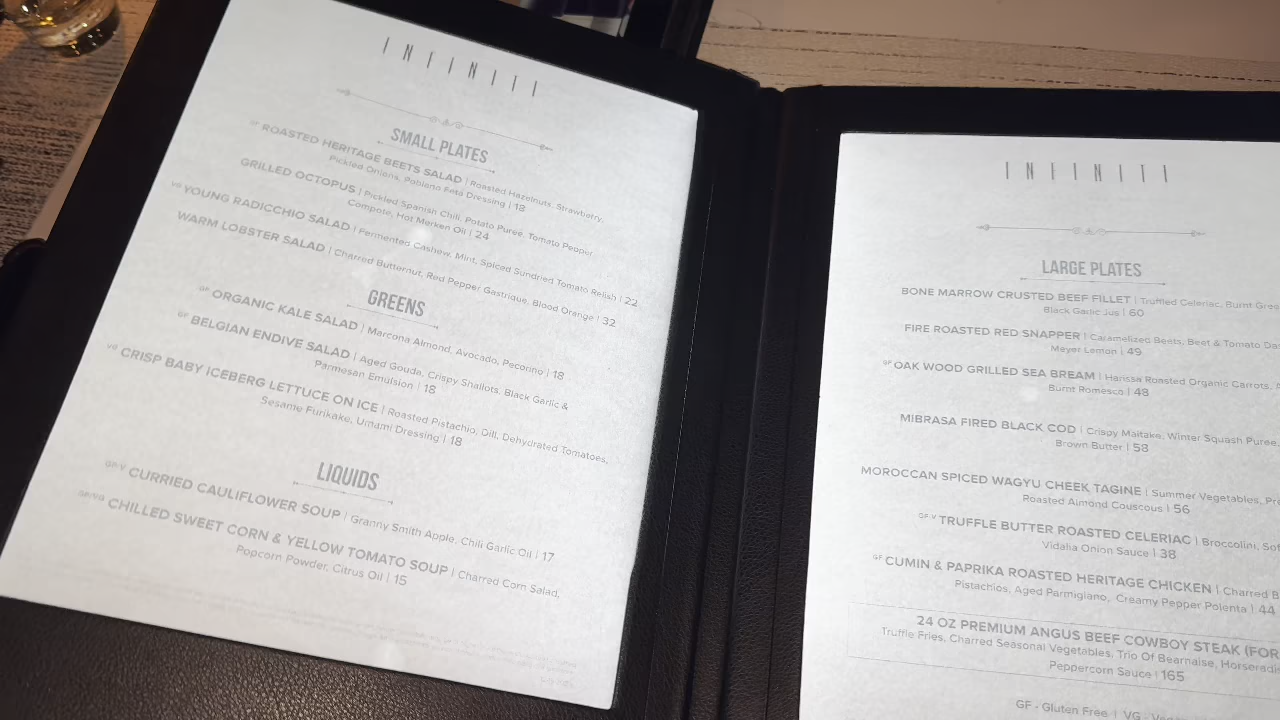 INFINITI
SMALL PLATES
GF ROASTED HERITAGE BEETS SALAD | Roasted Hazelnuts, Strawberry,
Pickled Onions, Poblano Feta Dressing | 18
GRILLED OCTOPUS | Pickled Spanish Chili, Potato Puree, Tomato Pepper
Compote, Hot Merken Oil | 24
VG YOUNG RADICCHIO SALAD | Fermented Cashew, Mint, Spiced Sundried Tomato Relish | 22
WARM LOBSTER SALAD | Charred Butternut, Red Pepper Gastrique, Blood Orange | 32
GREENS
GF ORGANIC KALE SALAD | Marcona Almond, Avocado, Pecorino | 18
GF BELGIAN ENDIVE SALAD | Aged Gouda, Crispy Shallots, Black Garlic &
Parmesan Emulsion | 18
VG CRISP BABY ICEBERG LETTUCE ON ICE | Roasted Pistachio, Dill, Dehydrated Tomatoes,
Sesame Furikake, Umami Dressing | 18
LIQUIDS
GF V CURRIED CAULIFLOWER SOUP | Granny Smith Apple, Chili Garlic Oil | 17
GF/VG CHILLED SWEET CORN & YELLOW TOMATO SOUP | Charred Corn Salad,
Popcorn Powder, Citrus Oil | 15
INFINITI
LARGE PLATES
BONE MARROW CRUSTED BEEF FILLET | Truffled Celeriac, Burnt
Black Garlic Jus | 60
FIRE ROASTED RED SNAPPER | Caramelized Beets, Beet & Tomato
Meyer Lemon | 49
GF OAK WOOD GRILLED SEA BREAM | Harissa Roasted Organic Carrots,
Burnt Romesco | 48
MIBRASA FIRED BLACK COD | Crispy Maitake, Winter Squash Puree,
Brown Butter | 58
MOROCCAN SPICED WAGYU CHEEK TAGINE | Summer Vegetables,
Roasted Almond Couscous | 56
GF V TRUFFLE BUTTER ROASTED CELERIAC | Broccolini,
Vidalia Onion Sauce | 38
GF CUMIN & PAPRIKA ROASTED HERITAGE CHICKEN | Charred
Pistachios, Aged Parmigiano, Creamy Pepper Polenta | 44
24 OZ PREMIUM ANGUS BEEF COWBOY STEAK (FOR
Truffle Fries, Charred Seasonal Vegetables, Trio Of Bearnaise,
Peppercorn Sauce | 165
GF - Gluten Free | VG -